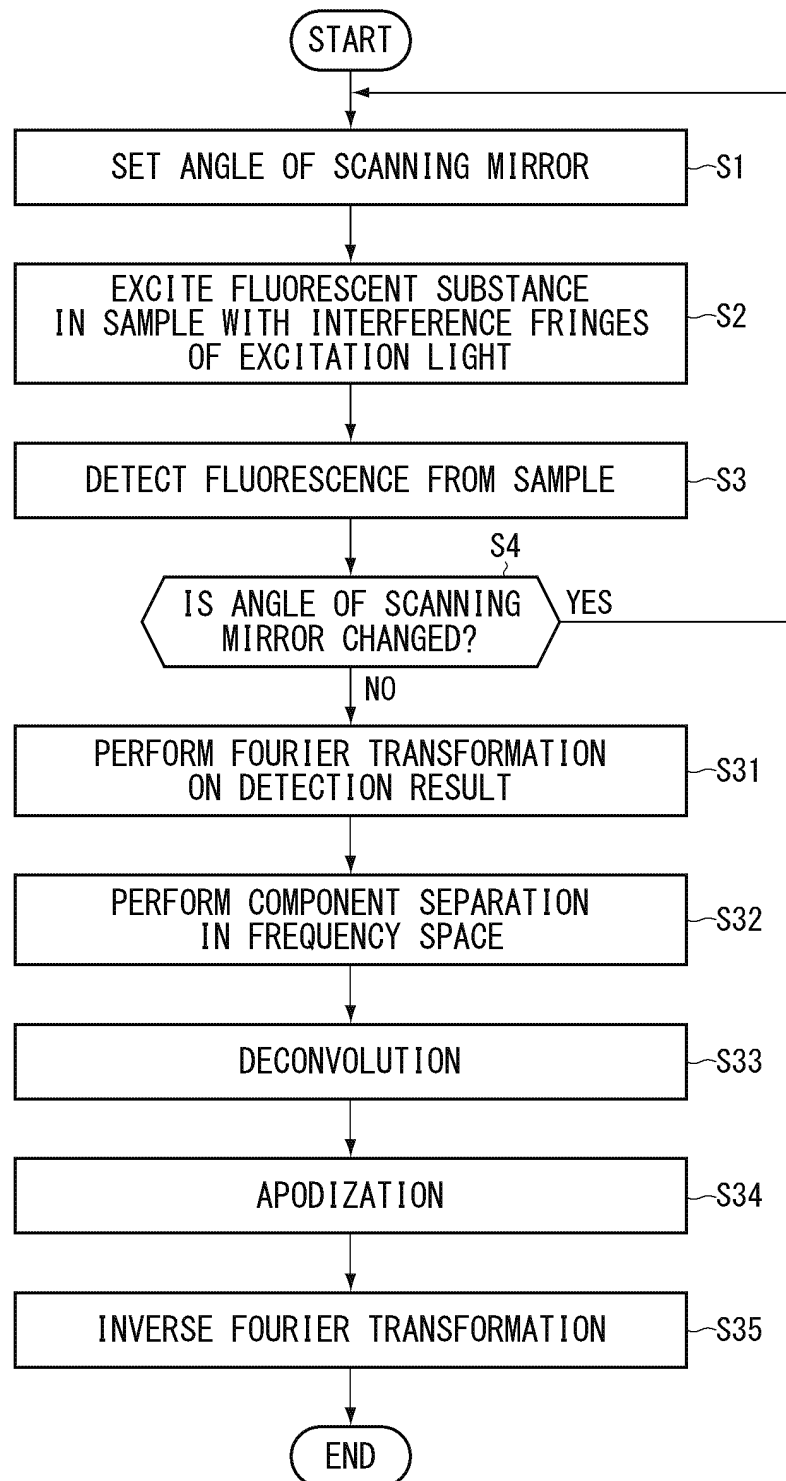 START
SET ANGLE OF SCANNING MIRROR
S1
EXCITE FLUORESCENT SUBSTANCE
IN SAMPLE WITH INTERFERENCE FRINGES
OF EXCITATION LIGHT
S2
DETECT FLUORESCENCE FROM SAMPLE
S3
S4
IS ANGLE OF SCANNING
MIRROR CHANGED?
YES
NO
PERFORM FOURIER TRANSFORMATION
ON DETECTION RESULT
S31
PERFORM COMPONENT SEPARATION
IN FREQUENCY SPACE
S32
DECONVOLUTION
S33
APODIZATION
S34
INVERSE FOURIER TRANSFORMATION
S35
END